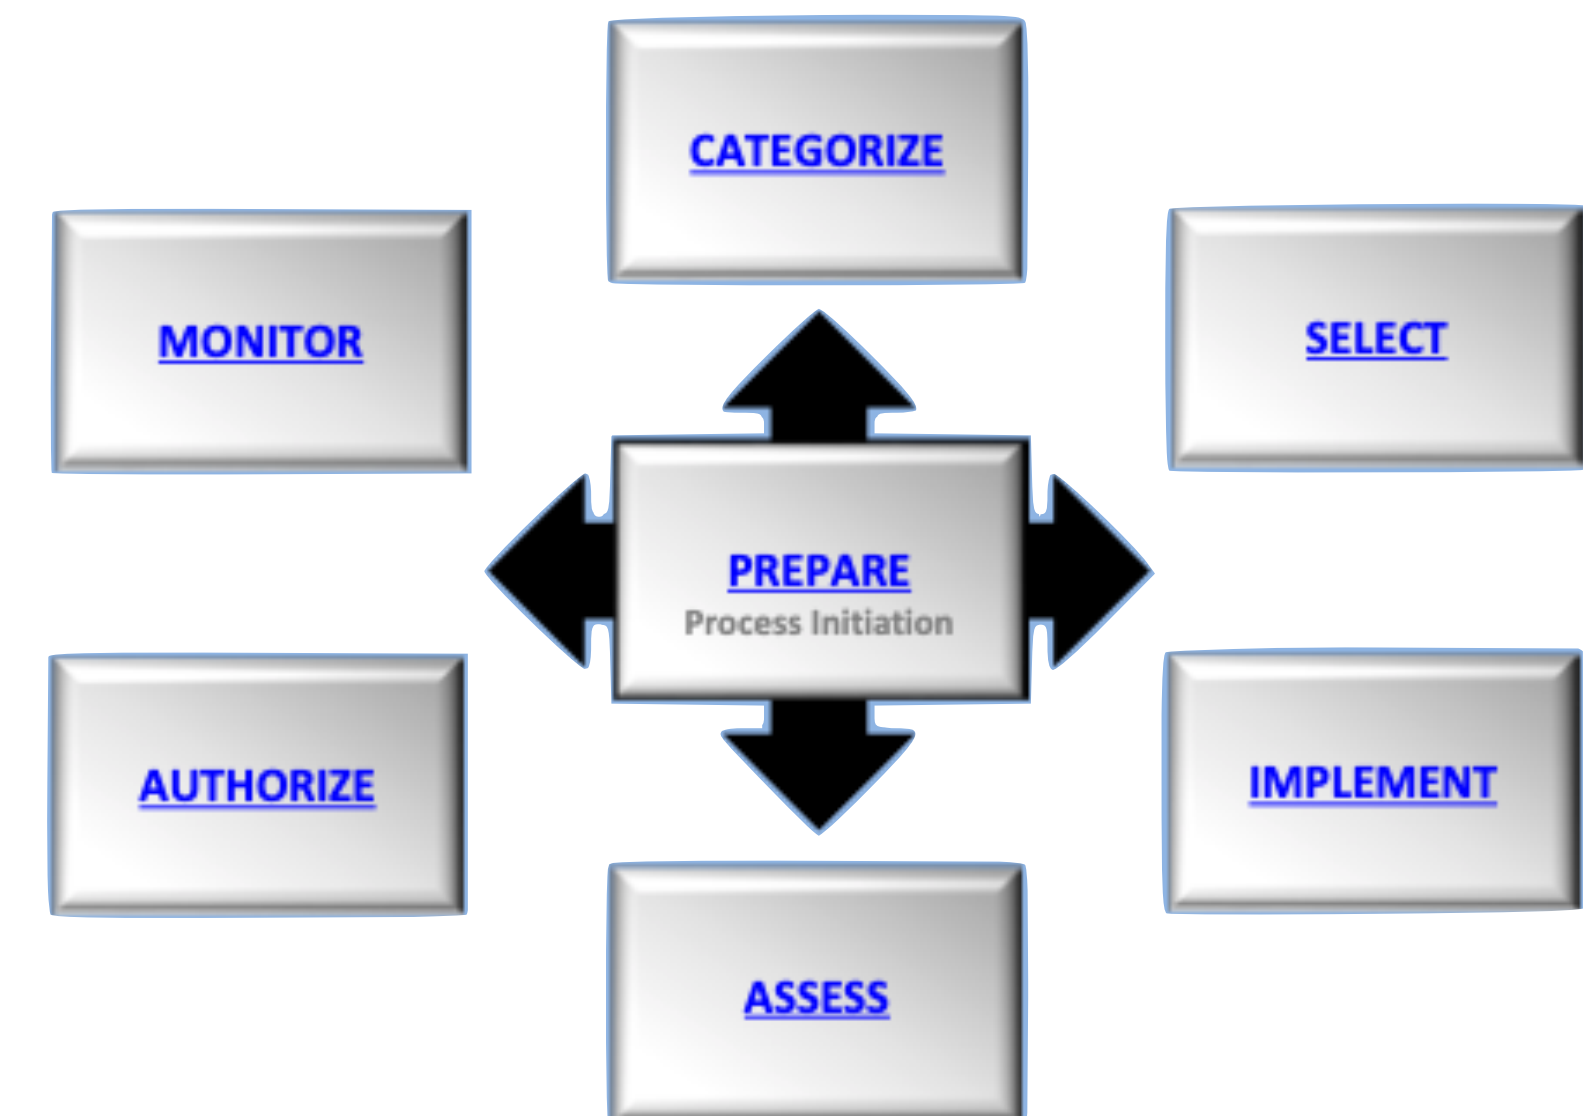 CATEGORIZE
MONITOR
SELECT
PREPARE
Process Initiation
AUTHORIZE
IMPLEMENT
ASSESS